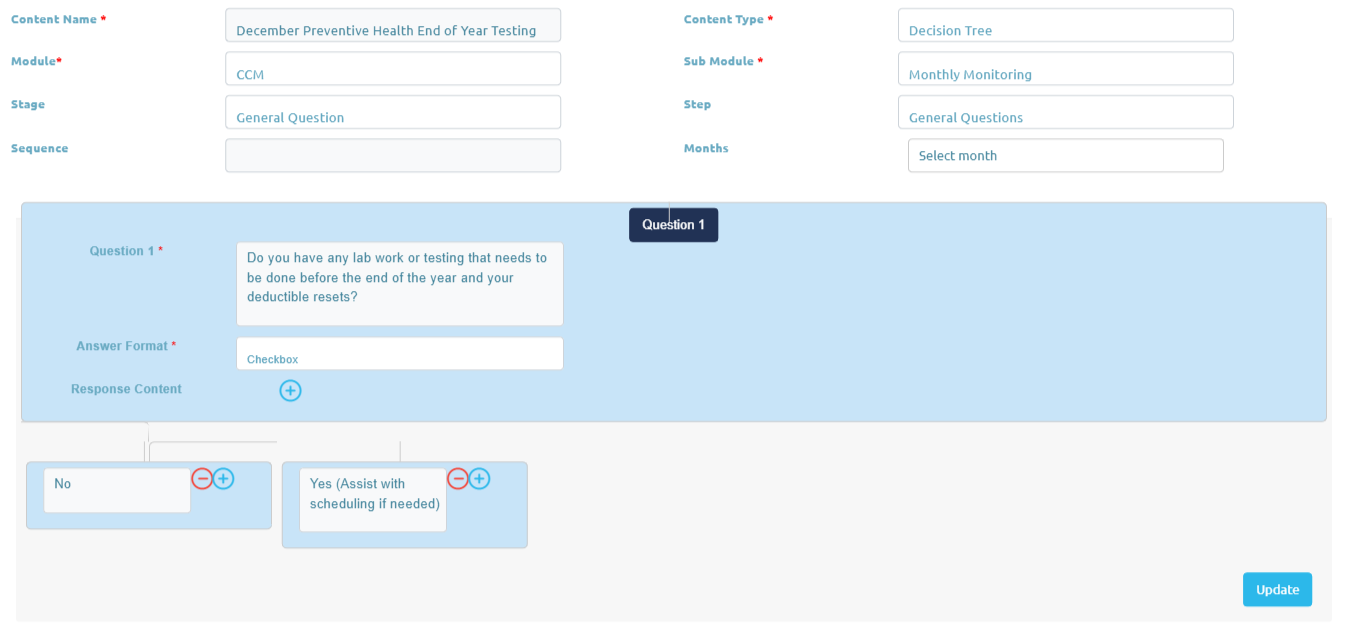 Content Name *
December Preventive Health End of Year Testing
Content Type *
Decision Tree
Module*
CCM
Sub Module *
Monthly Monitoring
Stage
General Question
Step
General Questions
Sequence
Months
Select month
Question 1
Question 1 *
Do you have any lab work or testing that needs to
be done before the end of the year and your
deductible resets?
Answer Format *
Checkbox
Response Content
No
Yes (Assist with
scheduling if needed)
Update